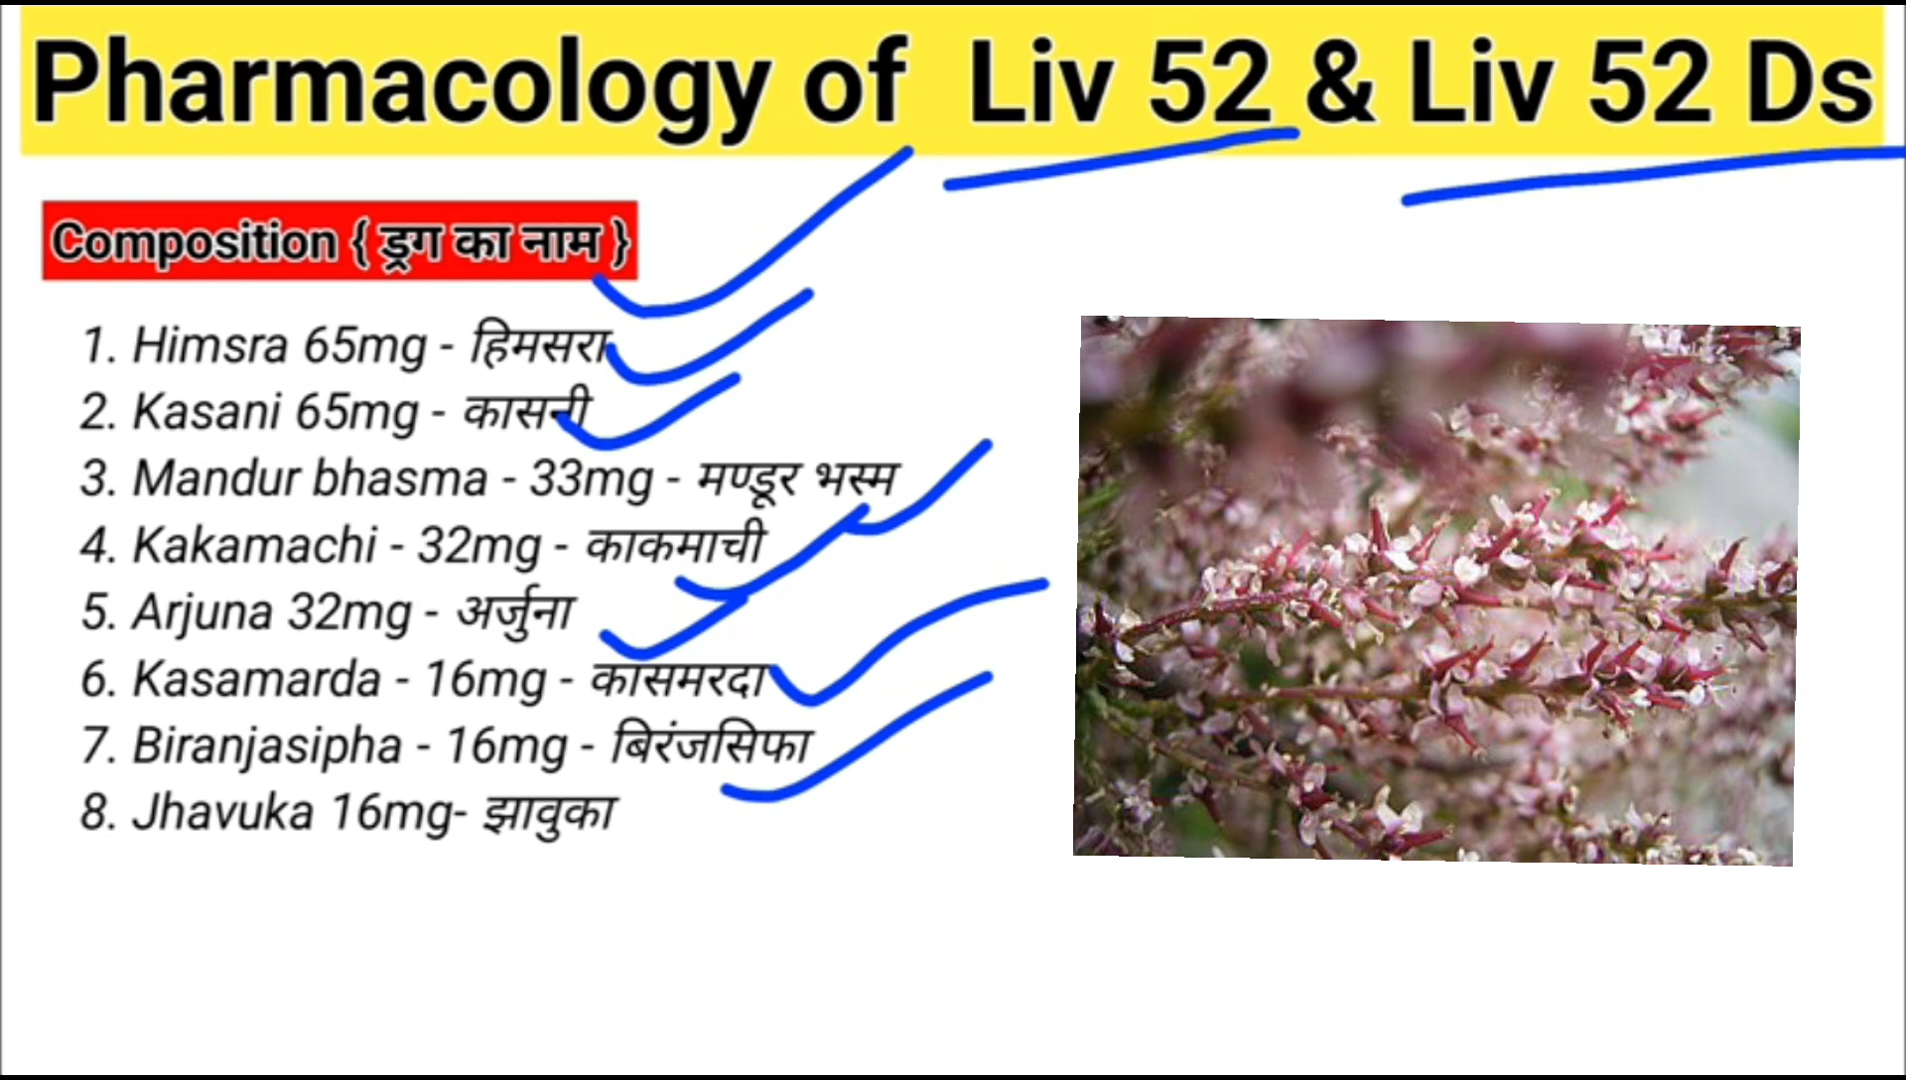 Pharmacology of Liv 52 & Liv 52 Ds
Composition { ड्रग का नाम }
1. Himsra 65mg - हिमसरा
2. Kasani 65mg - कासनी
3. Mandur bhasma - 33mg - मण्डूर भस्म
4. Kakamachi - 32mg - काकमाची
5. Arjuna 32mg - अर्जुना
6. Kasamarda - 16mg - कासमरदा
7. Biranjasipha - 16mg - बिरंजसिफा
8. Jhavuka 16mg- झावुका